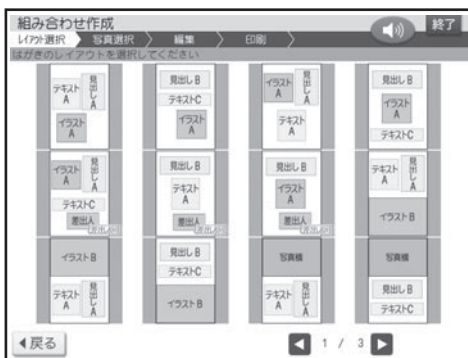 組み合わせ作成
終了
レイアウト選択
写真選択
編集
印刷
はがきのレイアウトを選択してください
テキストA
見出しA
イラストA
見出しB
テキストC
イラストA
イラストA
見出しA
テキストA
見出しB
イラストA
テキストC
イラストA
見出しA
テキストC
差出人
見出しB
テキストA
差出人
見出しB
イラストA
差出人
テキストA
見出しA
イラストB
イラストB
テキストA
見出しA
見出しB
テキストC
イラストB
写真横
テキストA
見出しA
写真横
見出しB
テキストC
戻る
1 / 3